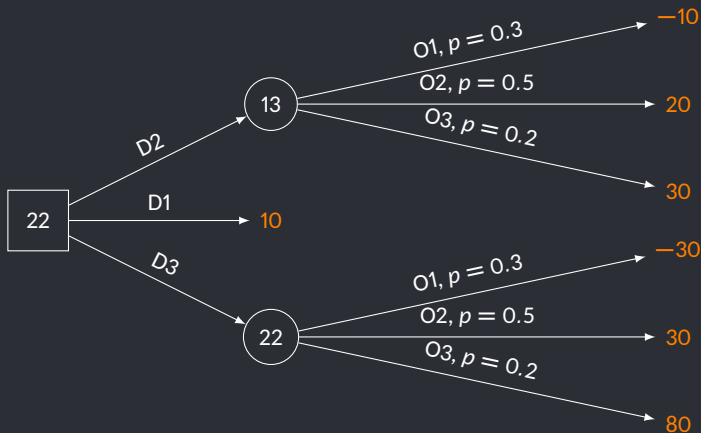 −10
O1, p = 0.3
O2, p = 0.5
13
20
O3, p = 0.2
D2
30
D1
22
10
−30
D3
O1, p = 0.3
O2, p = 0.5
22
30
O3, p = 0.2
80